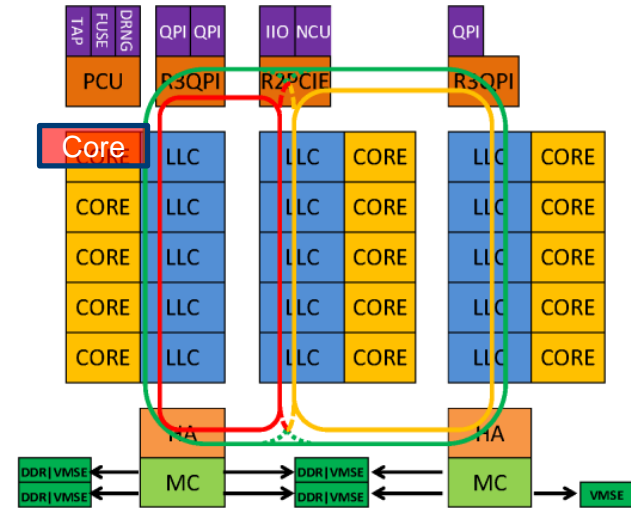 TAP FUSE DRNG QPI QPI IIO NCU QPI
PCU R3QPI R2PCIE R3QPI
Core LLC LLC CORE LLC CORE
CORE LLC LLC CORE LLC CORE
CORE LLC LLC CORE LLC CORE
CORE LLC LLC CORE LLC CORE
CORE LLC LLC CORE LLC CORE
HA HA
DDR|VMSE MC DDR|VMSE MC
DDR|VMSE DDR|VMSE VMSE